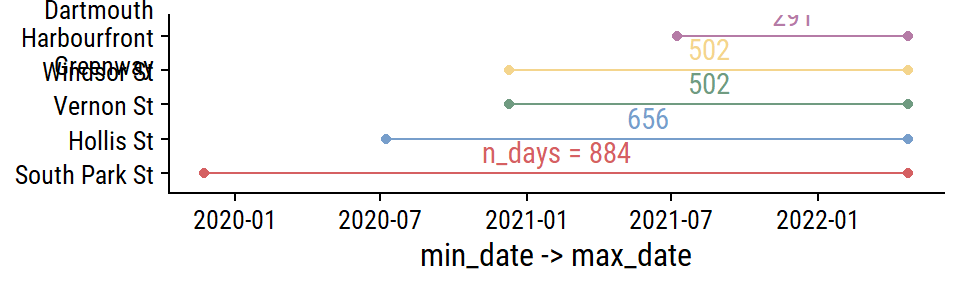 Dartmouth
Harbourfront
Greenway
291
Windsor St
502
Vernon St
502
Hollis St
656
South Park St
n_days = 884
2020-01 2020-07 2021-01 2021-07 2022-01
min_date -> max_date